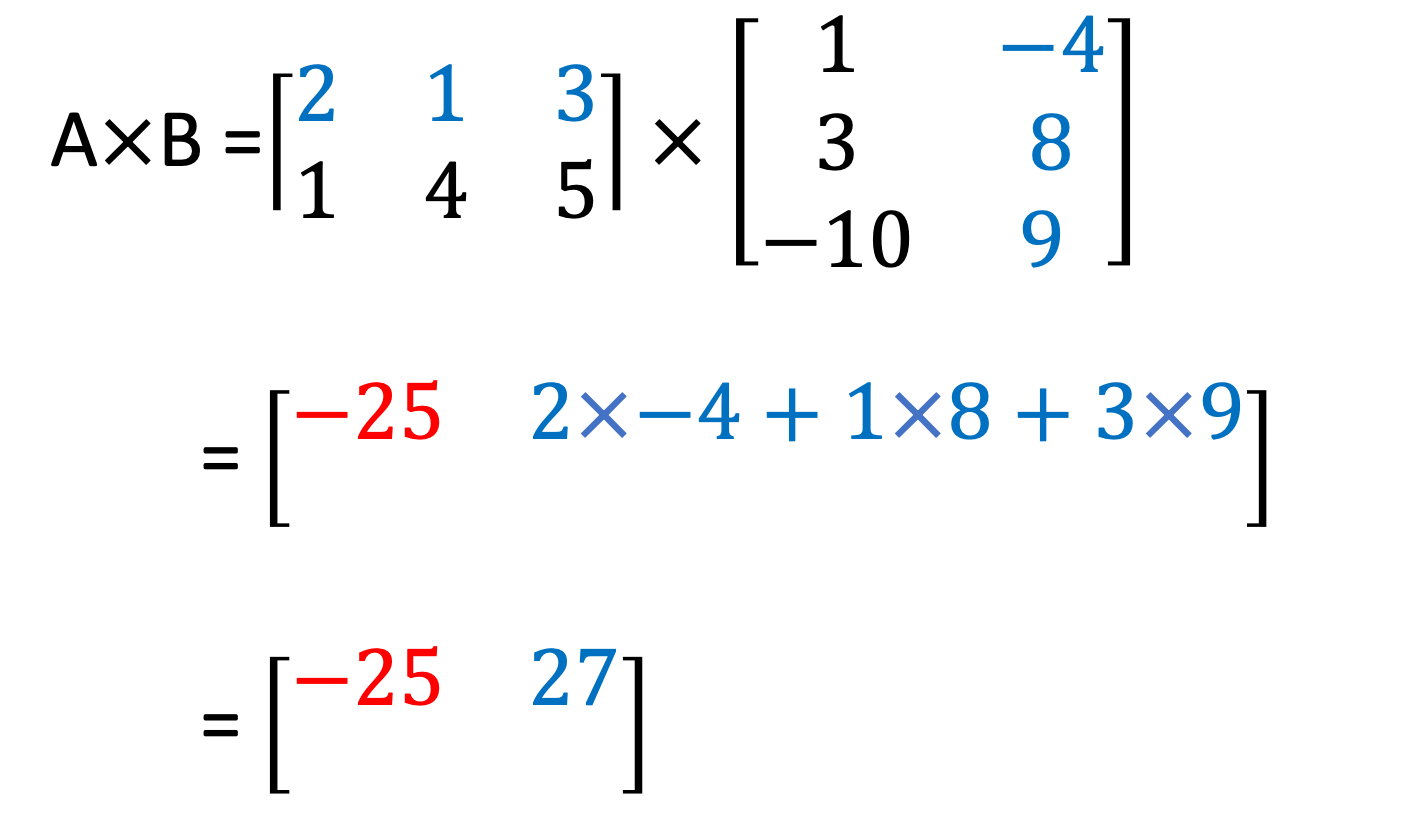 A×B = [2 1 3] × [1 −4]
[1 4 5] [3 8]
[−10 9]
= [−25 2×−4 + 1×8 + 3×9]
= [−25 27]